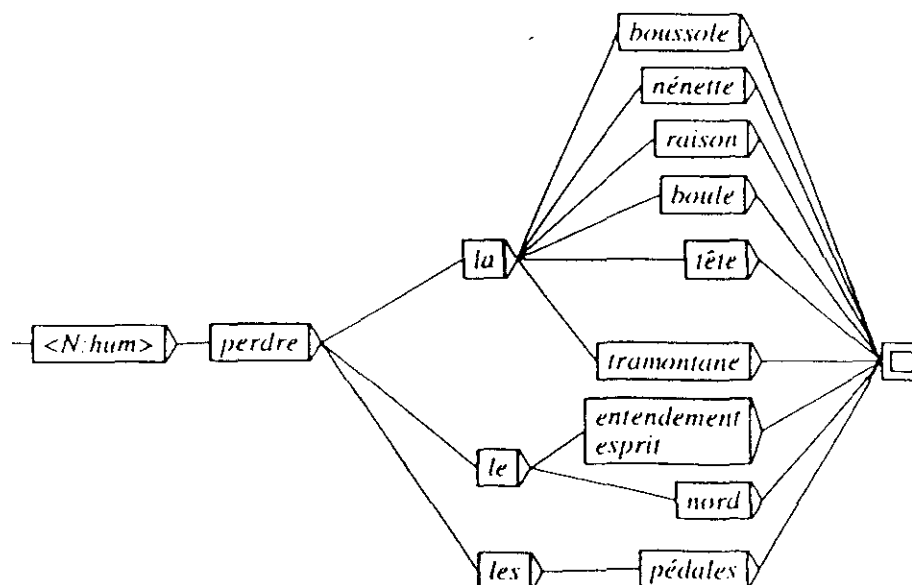 boussole
nénette
raison
boule
la
tête
<N:hum>
perdre
tramontane
entendement
esprit
le
nord
les
pédales